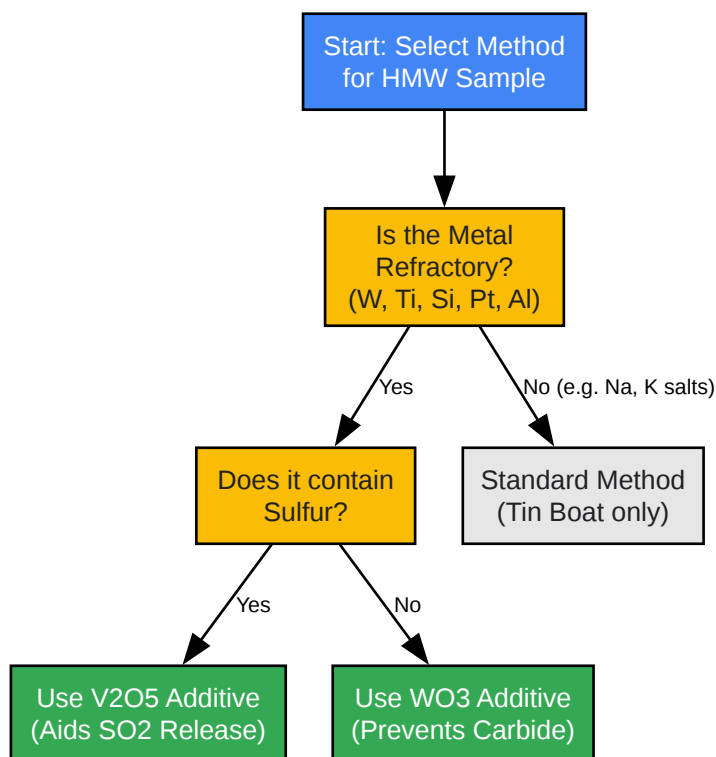 Start: Select Method
for HMW Sample
Is the Metal
Refractory?
(W, Ti, Si, Pt, Al)
Yes
No (e.g. Na, K salts)
Does it contain
Sulfur?
Standard Method
(Tin Boat only)
Yes
No
Use V2O5 Additive
(Aids SO2 Release)
Use WO3 Additive
(Prevents Carbide)